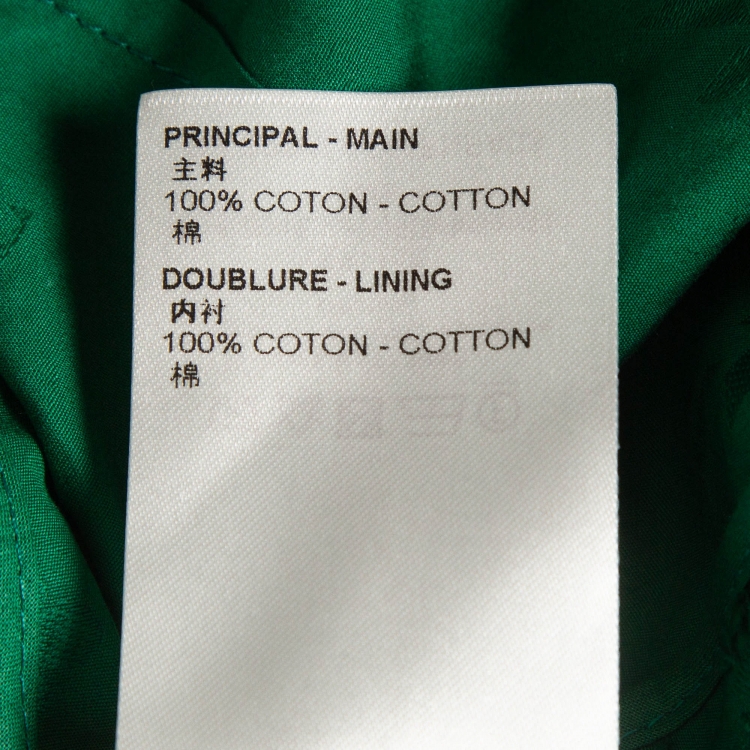 PRINCIPAL - MAIN
主料
100% COTON - COTTON
棉
DOUBLURE - LINING
内衬
100% COTON - COTTON
棉